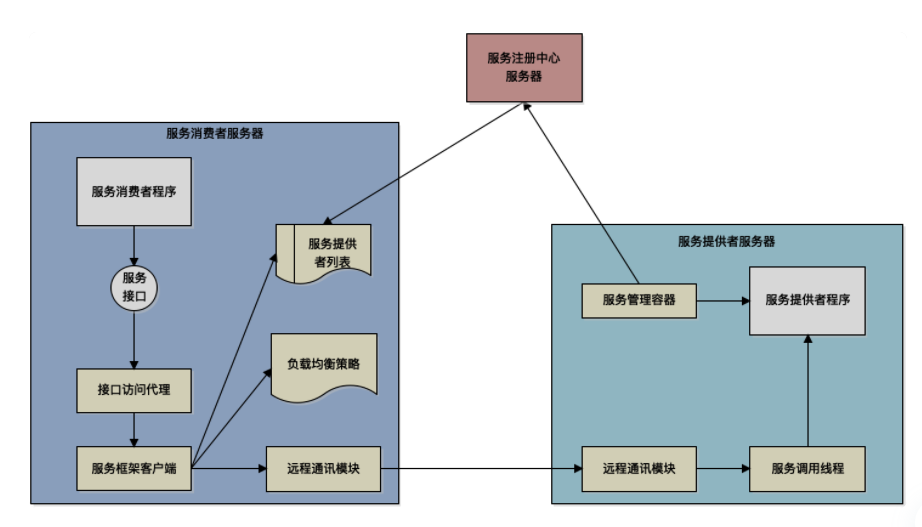 服务注册中心
服务器
服务消费者服务器
服务消费者程序
服务
接口
接口访问代理
服务框架客户端
服务提供
者列表
负载均衡策略
远程通讯模块
服务提供者服务器
服务管理容器
服务提供者程序
远程通讯模块
服务调用线程